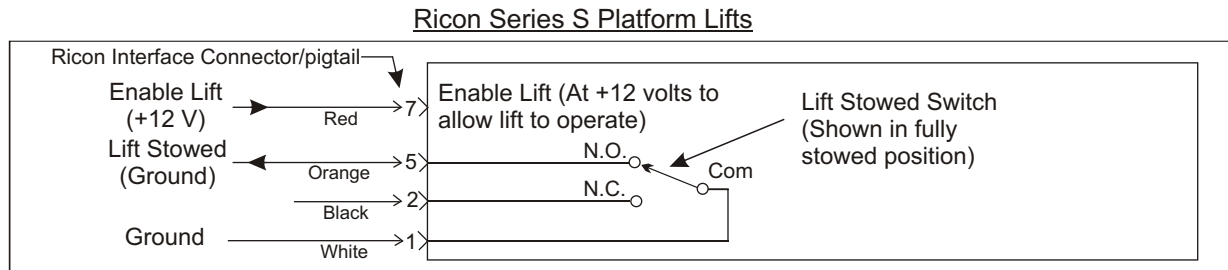 Ricon Series S Platform Lifts
Ricon Interface Connector/pigtail
Enable Lift
(+12 V)
Red
7
Enable Lift (At +12 volts to
allow lift to operate)
Lift Stowed Switch
(Shown in fully
stowed position)
Lift Stowed
(Ground)
Orange
5
N.O.
Com
Black
2
N.C.
Ground
White
1